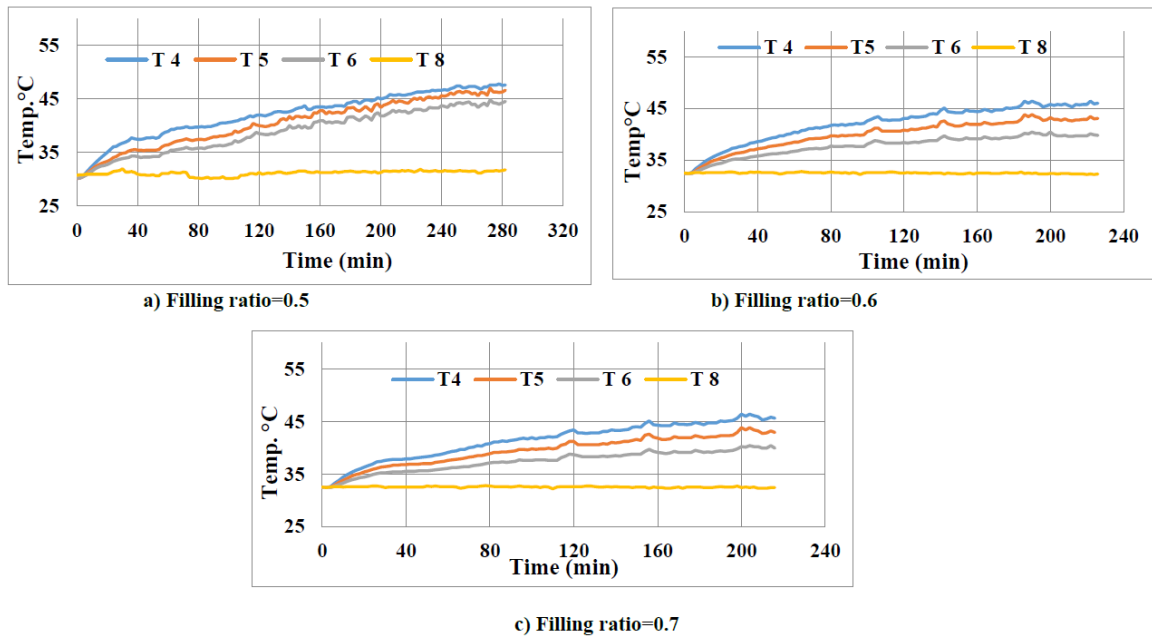 55
T 4 T 5 T 6 T 8
45
35
25
Temp.°C
0 40 80 120 160 200 240 280 320
Time (min)
a) Filling ratio=0.5
55
T 4 T5 T 6 T 8
45
35
25
Temp°C
0 40 80 120 160 200 240
Time (min)
b) Filling ratio=0.6
55
T4 T5 T 6 T 8
45
35
25
Temp. °C
0 40 80 120 160 200 240
Time (min)
c) Filling ratio=0.7